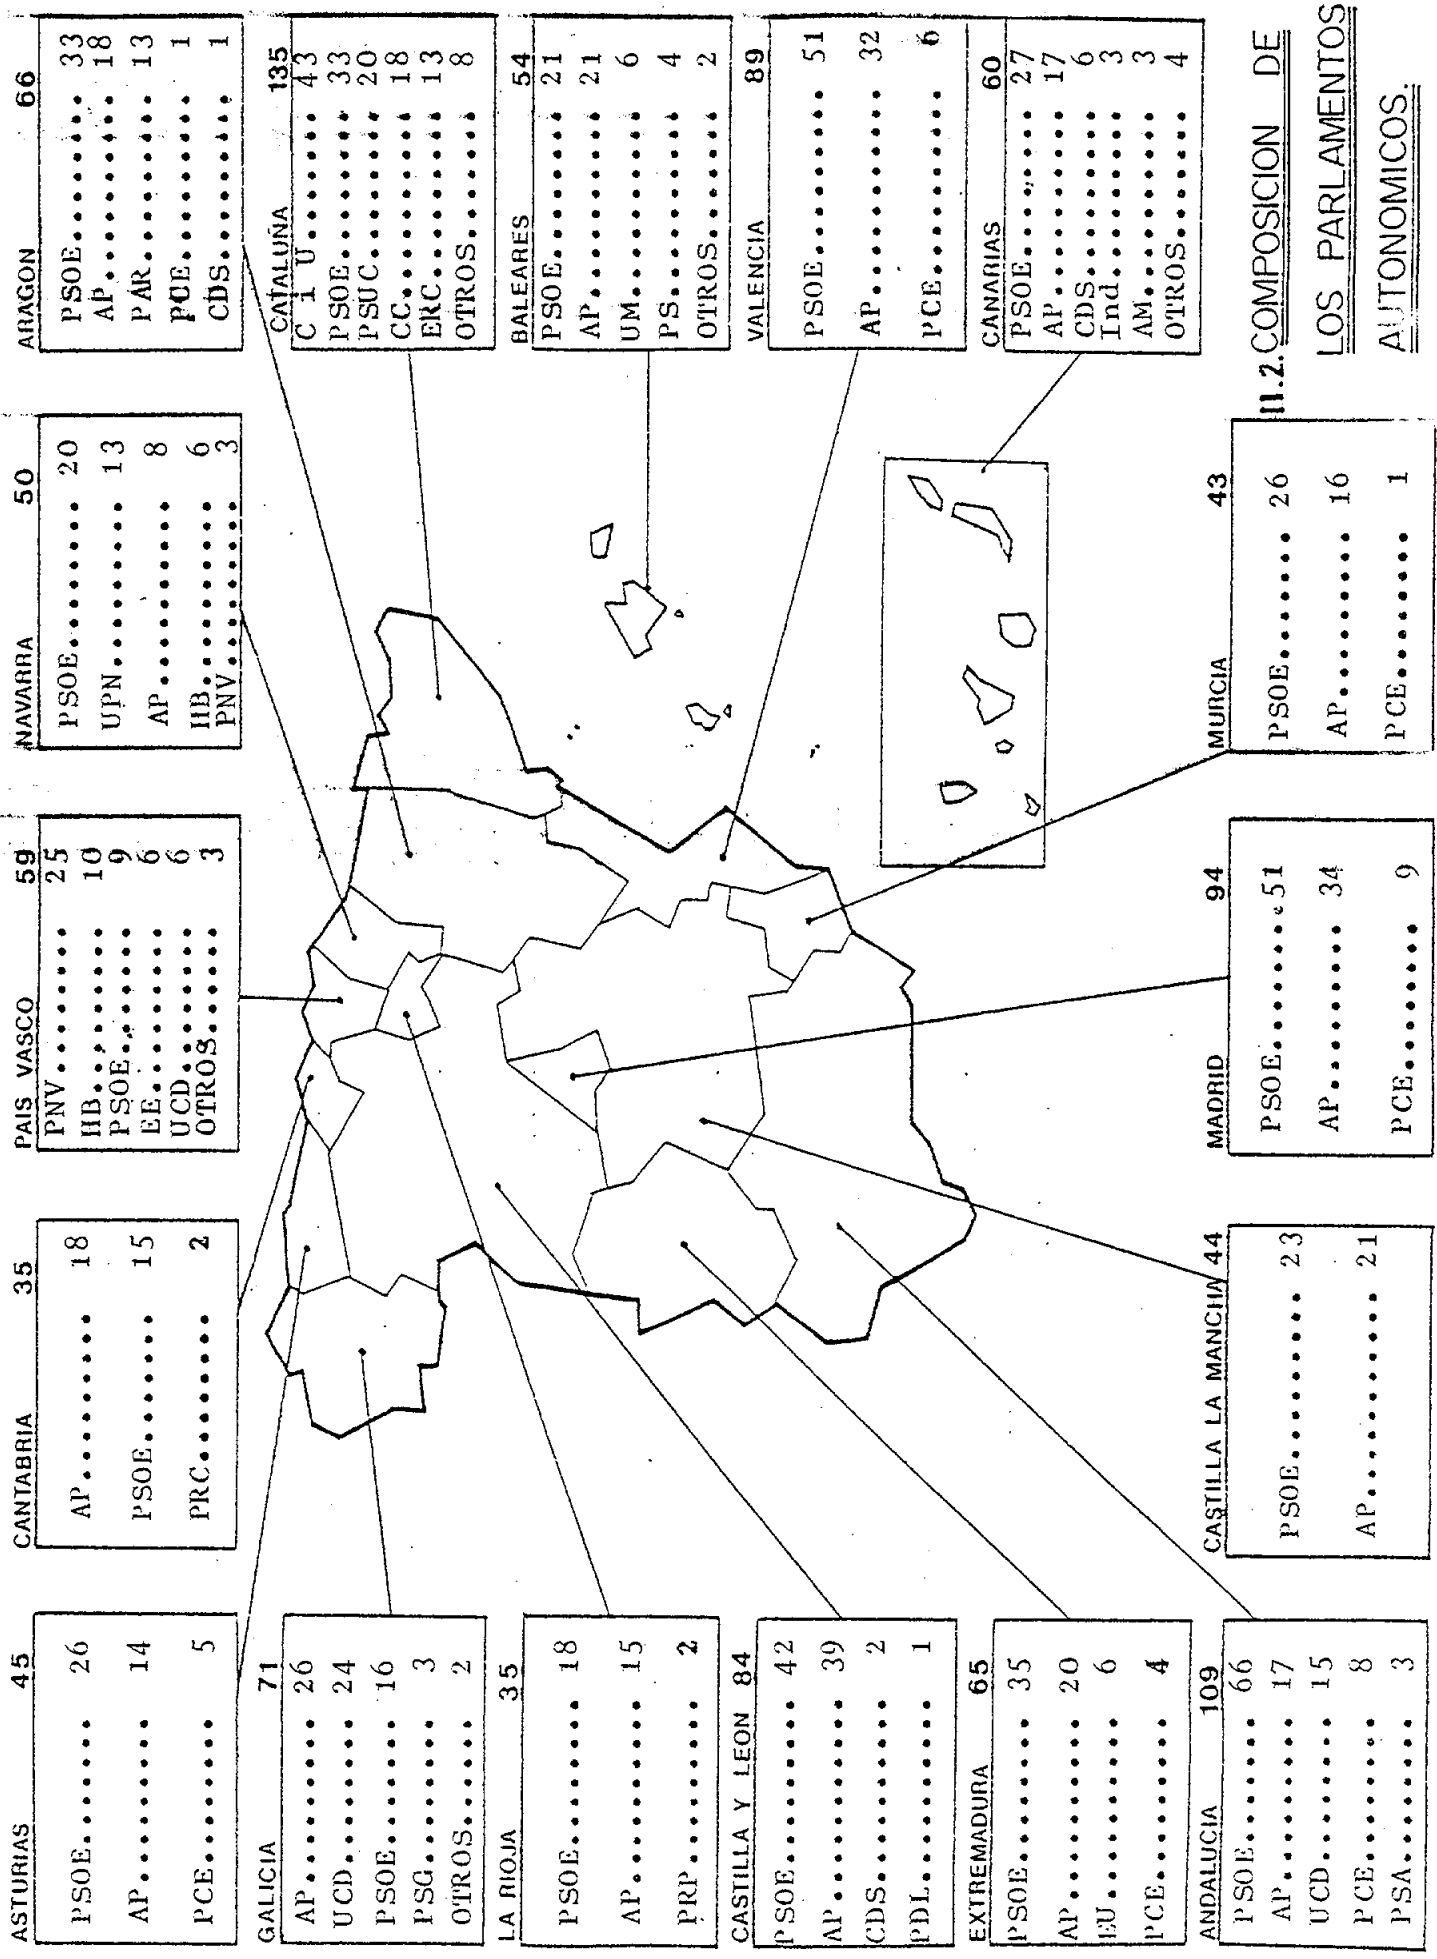 ASTURIAS 45
PSOE........ 26
AP.......... 14
PCE......... 5
CANTABRIA 35
AP.......... 18
PSOE........ 15
PRC......... 2
PAIS VASCO 59
PNV......... 25
HB.......... 10
PSOE........ 9
EE.......... 6
UCD......... 6
OTROS....... 3
NAVARRA 50
PSOE........ 20
UPN......... 13
AP.......... 8
HB.......... 6
PNV......... 3
ARAGON 66
PSOE........ 33
AP.......... 18
PAR......... 13
PCE......... 1
CDS......... 1
GALICIA 71
AP.......... 26
UCD......... 24
PSOE........ 16
PSG......... 3
OTROS....... 2
CATALUÑA 135
C i U....... 43
PSOE........ 33
PSUC........ 20
CC.......... 18
ERC......... 13
OTROS....... 8
LA RIOJA 35
PSOE........ 18
AP.......... 15
PRP......... 2
BALEARES 54
PSOE........ 21
AP.......... 21
UM.......... 6
PS.......... 4
OTROS....... 2
CASTILLA Y LEON 84
PSOE........ 42
AP.......... 39
CDS......... 2
PDL......... 1
VALENCIA 89
PSOE........ 51
AP.......... 32
PCE......... 6
EXTREMADURA 65
PSOE........ 35
AP.......... 20
EU.......... 6
PCE......... 4
CANARIAS 60
PSOE........ 27
AP.......... 17
CDS......... 6
Ind......... 3
AM.......... 3
OTROS....... 4
ANDALUCIA 109
PSOE........ 66
AP.......... 17
UCD......... 15
PCE......... 8
PSA......... 3
CASTILLA LA MANCHA 44
PSOE........ 23
AP.......... 21
MADRID 94
PSOE........ 51
AP.......... 34
PCE......... 9
MURCIA 43
PSOE........ 26
AP.......... 16
PCE......... 1
11.2. COMPOSICION DE
LOS PARLAMENTOS
AUTONOMICOS.